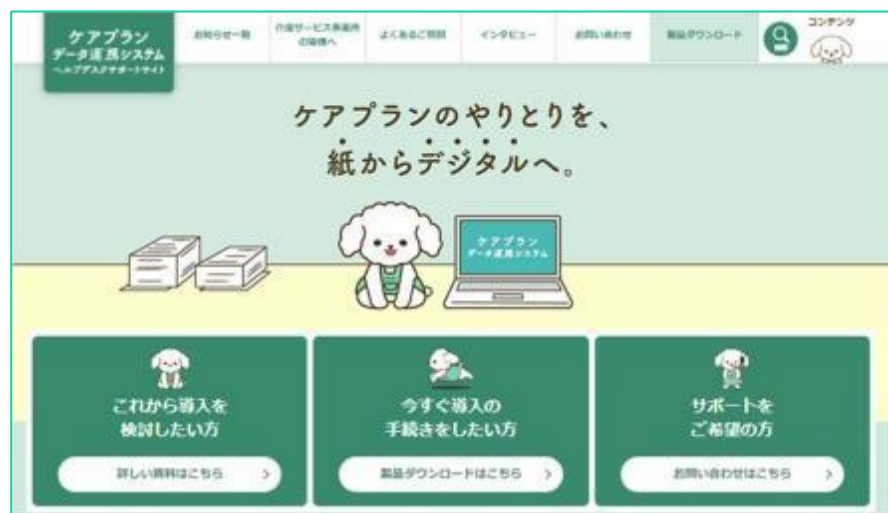 ケアプラン
データ連携システム
ヘルプデスクサポートサイト
お知らせ一覧
介護サービス事業所
の皆様へ
よくあるご質問
インタビュー
お問い合わせ
製品ダウンロード
コンテンツ
ケアプランのやりとりを、
紙からデジタルへ。
ケアプラン
データ連携システム
これから導入を
検討したい方
詳しい資料はこちら
今すぐ導入の
手続きをしたい方
製品ダウンロードはこちら
サポートを
ご希望の方
お問い合わせはこちら